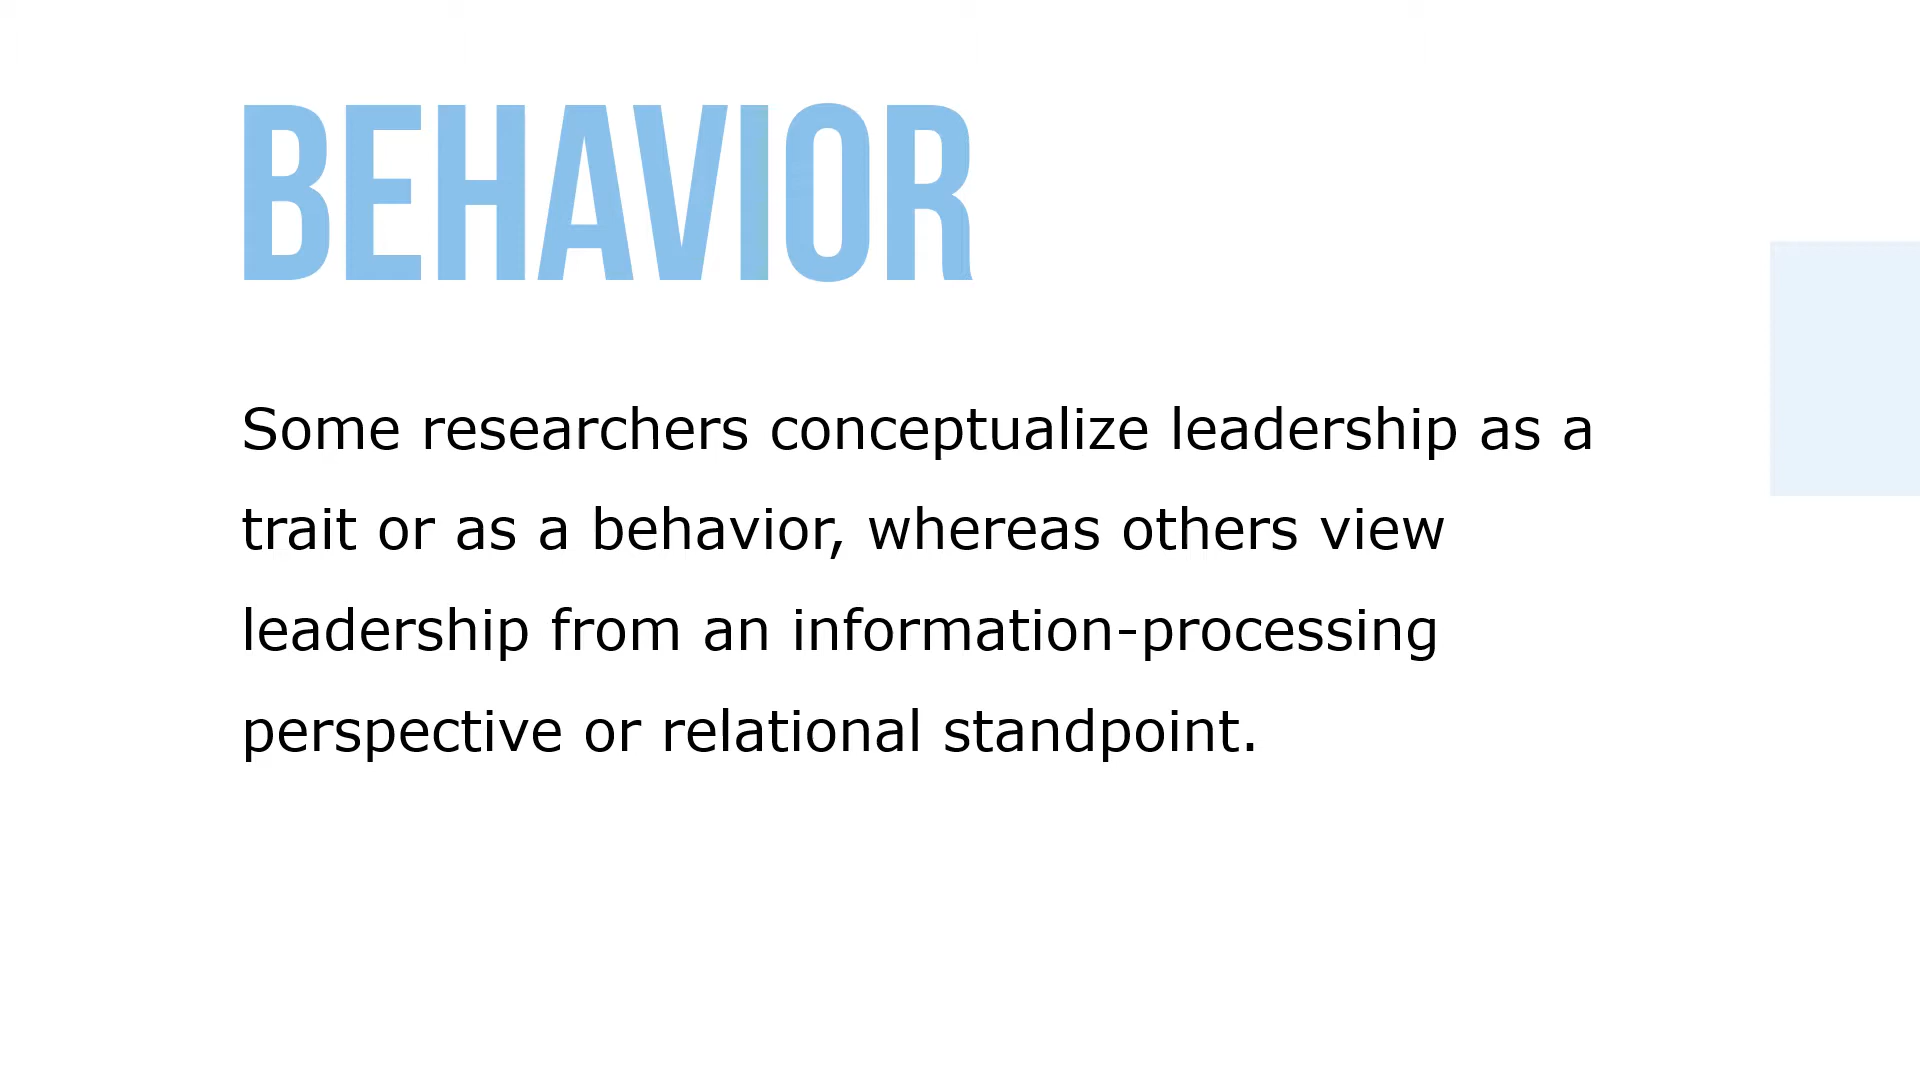 BEHAVIOR
Some researchers conceptualize leadership as a
trait or as a behavior, whereas others view
leadership from an information-processing
perspective or relational standpoint.